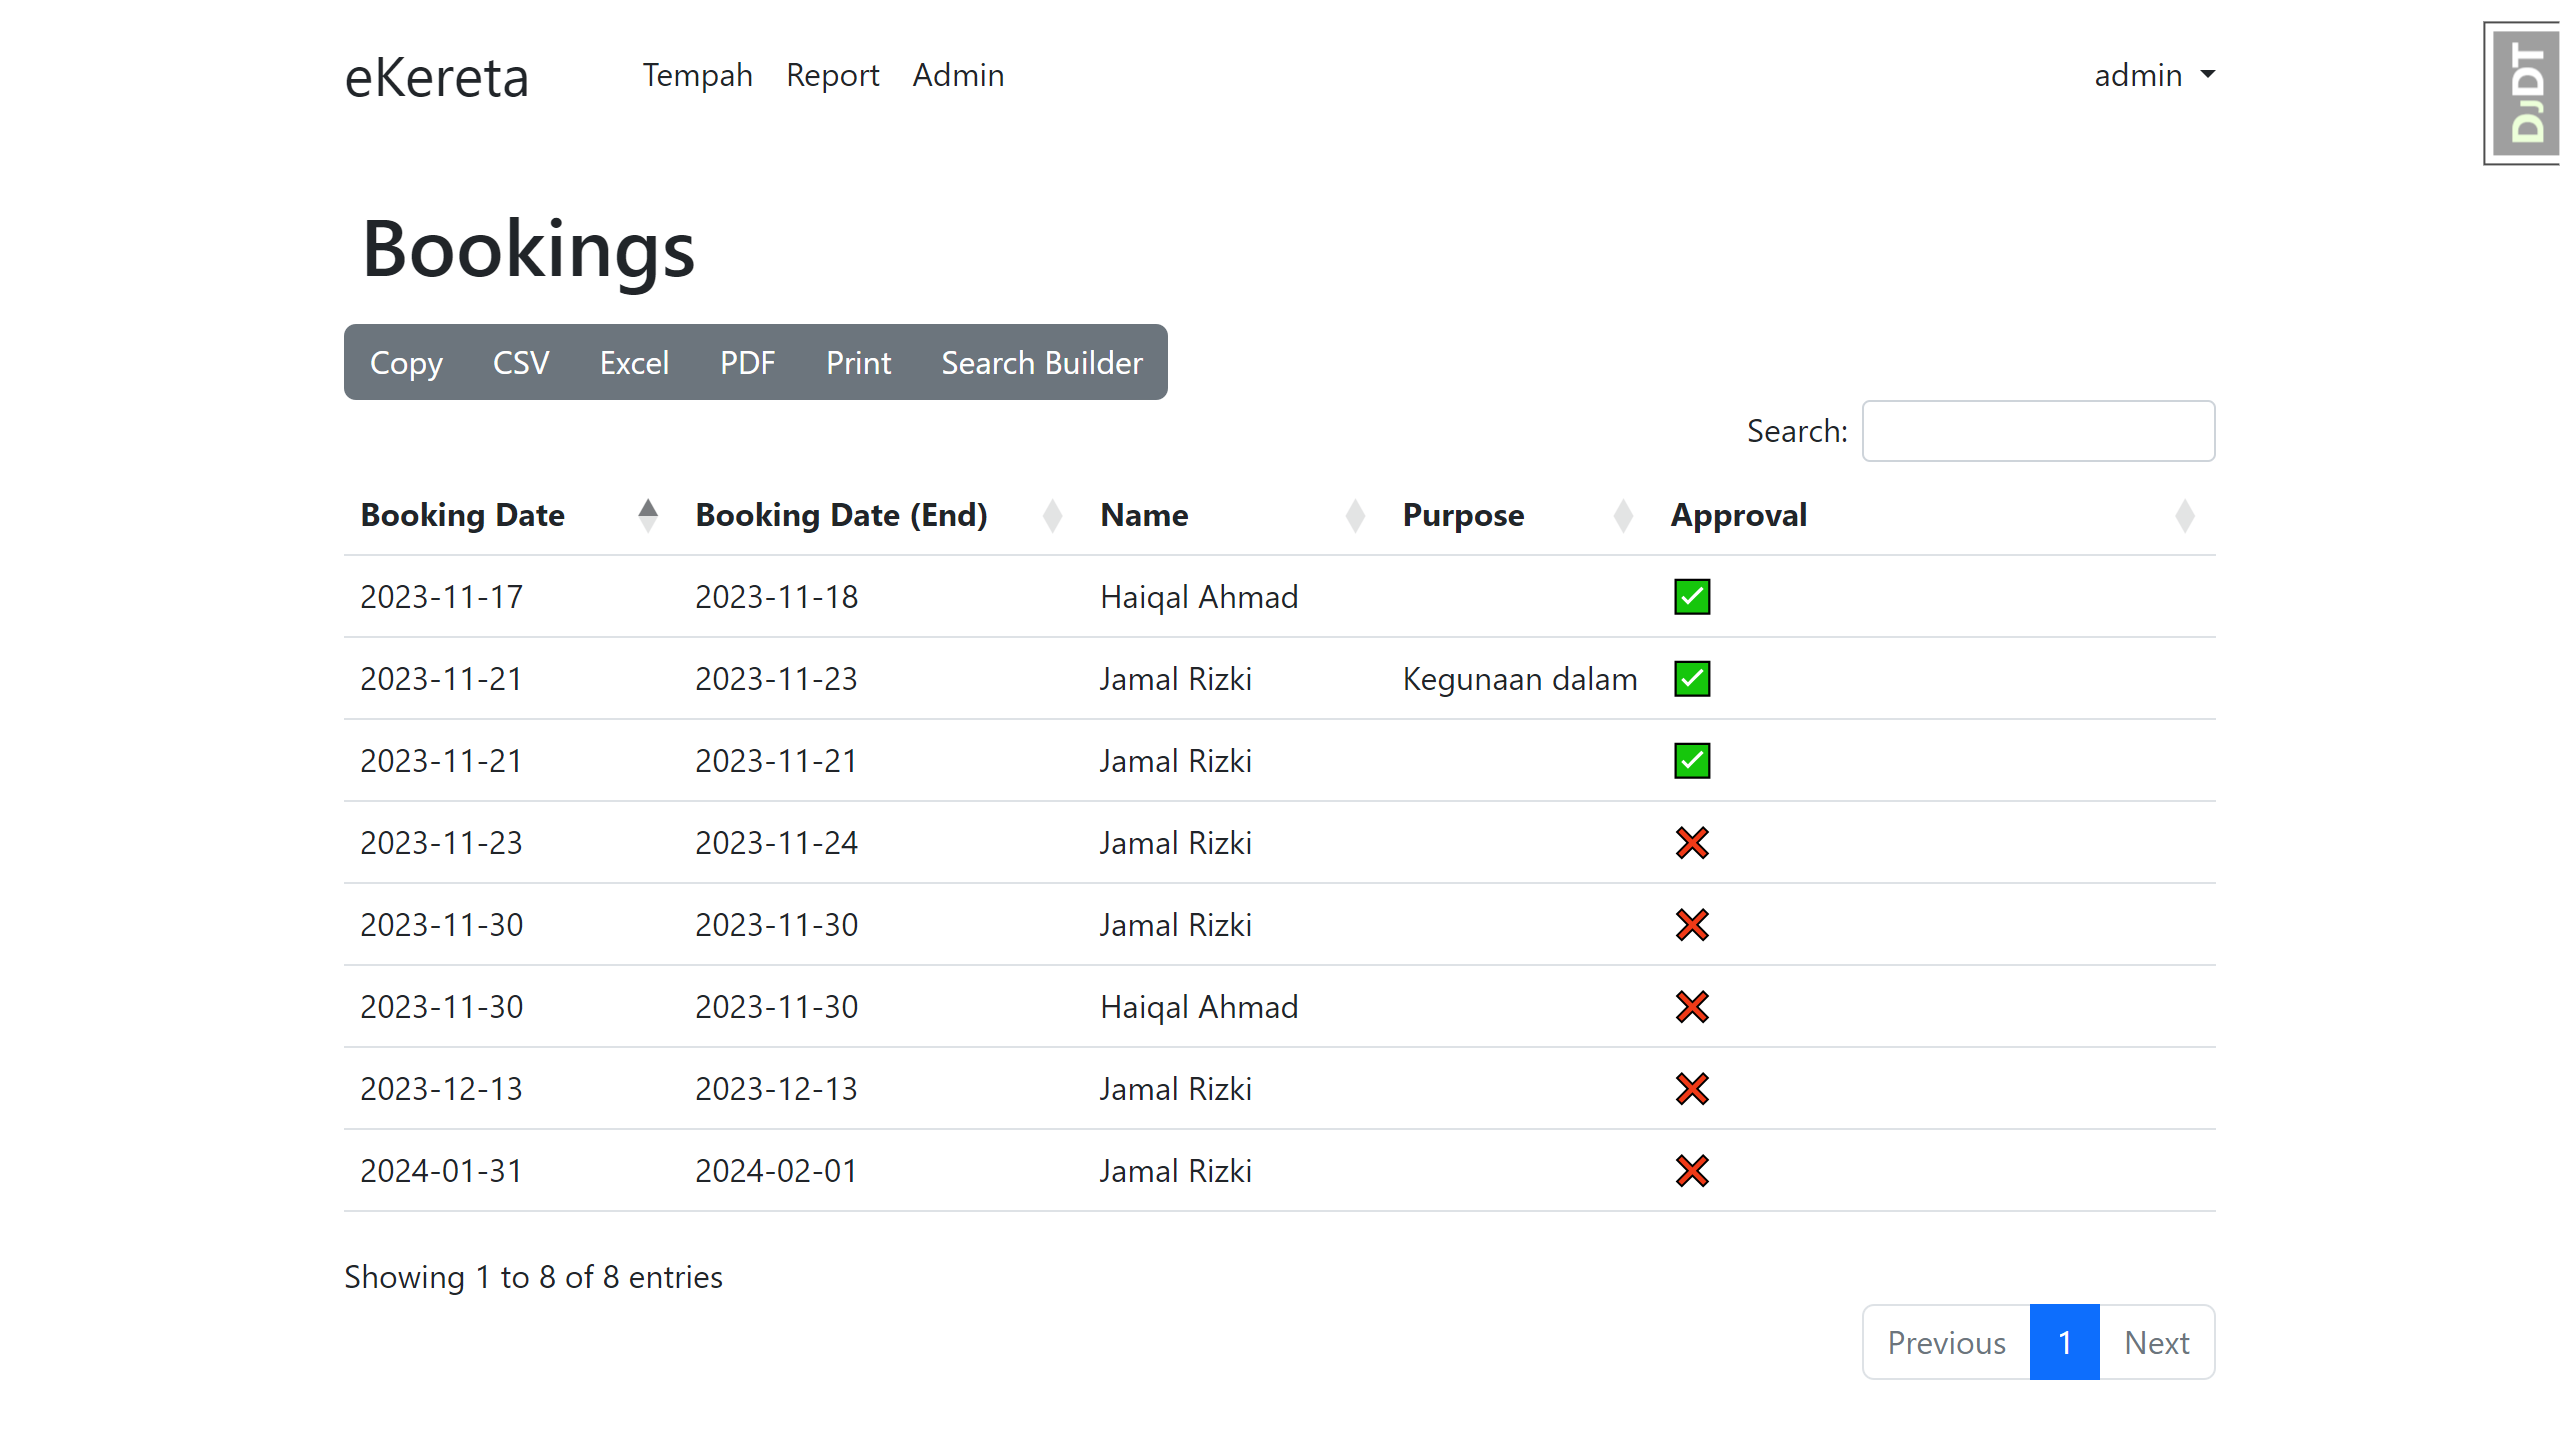 eKereta Tempah Report Admin admin
DJDT
Bookings
Copy CSV Excel PDF Print Search Builder
Search:
Booking Date Booking Date (End) Name Purpose Approval
2023-11-17 2023-11-18 Haiqal Ahmad
2023-11-21 2023-11-23 Jamal Rizki Kegunaan dalam
2023-11-21 2023-11-21 Jamal Rizki
2023-11-23 2023-11-24 Jamal Rizki
2023-11-30 2023-11-30 Jamal Rizki
2023-11-30 2023-11-30 Haiqal Ahmad
2023-12-13 2023-12-13 Jamal Rizki
2024-01-31 2024-02-01 Jamal Rizki
Showing 1 to 8 of 8 entries
Previous 1 Next